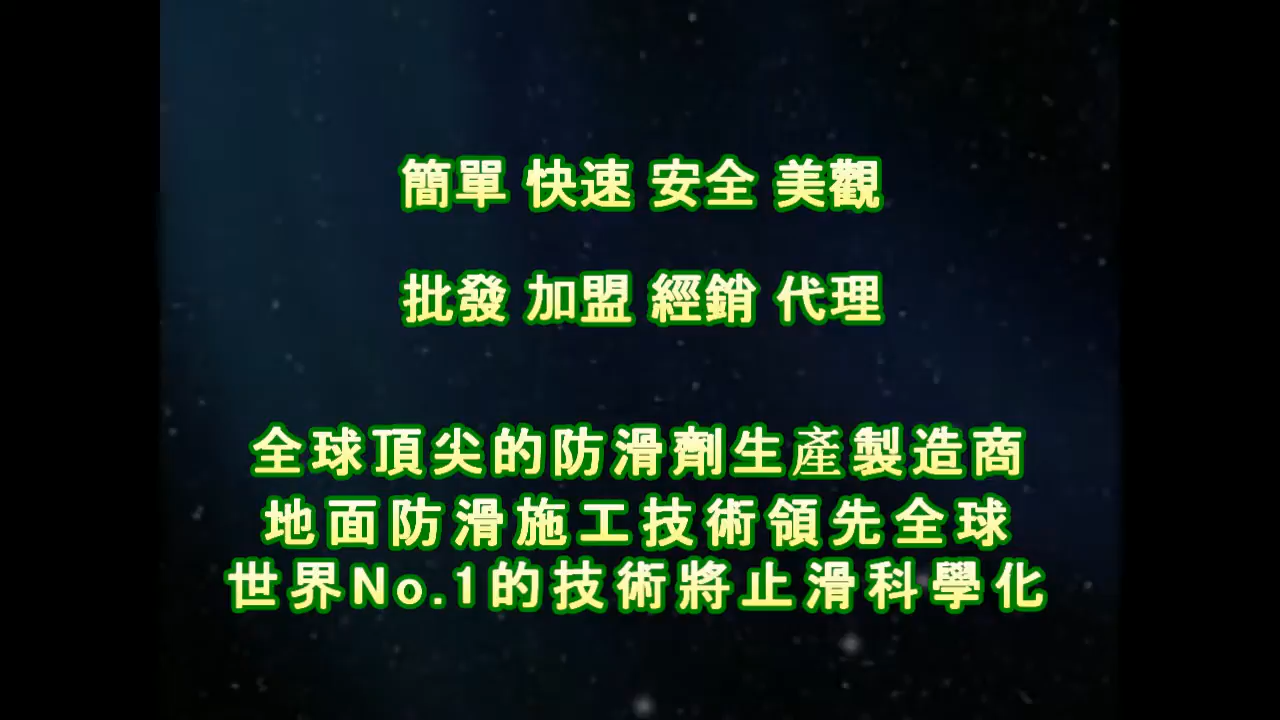 簡單 快速 安全 美觀
批發 加盟 經銷 代理
全球頂尖的防滑劑生產製造商
地面防滑施工技術領先全球
世界No.1的技術將止滑科學化